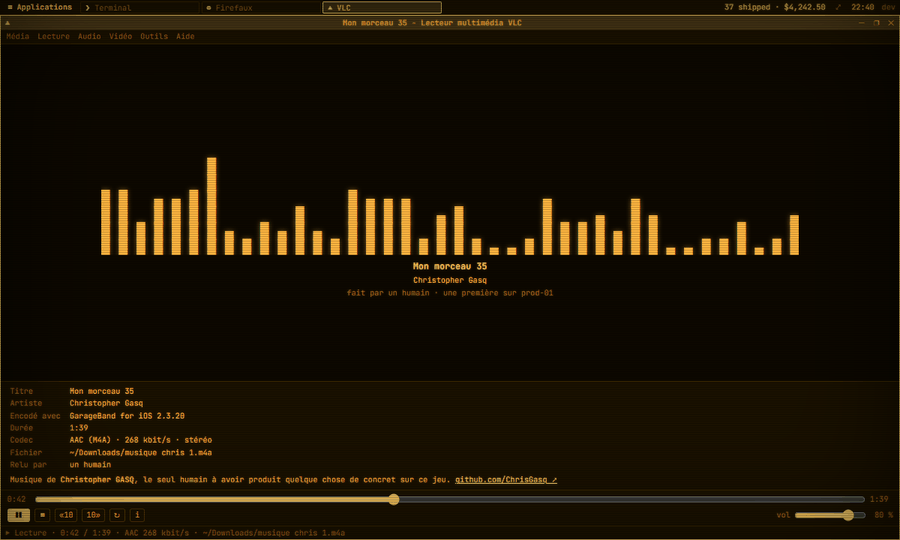 ≡ Applications ❯ Terminal Firefaux ▲ VLC 37 shipped · $4,242.50 22:40 dev
Mon morceau 35 - Lecteur multimédia VLC
Média Lecture Audio Vidéo Outils Aide
Mon morceau 35
Christopher Gasq
fait par un humain · une première sur prod-01
Titre Mon morceau 35
Artiste Christopher Gasq
Encodé avec GarageBand for iOS 2.3.20
Durée 1:39
Codec AAC (M4A) · 268 kbit/s · stéréo
Fichier ~/Downloads/musique chris 1.m4a
Relu par un humain
Musique de Christopher GASQ, le seul humain à avoir produit quelque chose de concret sur ce jeu. github.com/ChrisGasq ↗
0:42 1:39
«10 10» ↻ i vol 80 %
Lecture · 0:42 / 1:39 · AAC 268 kbit/s · ~/Downloads/musique chris 1.m4a